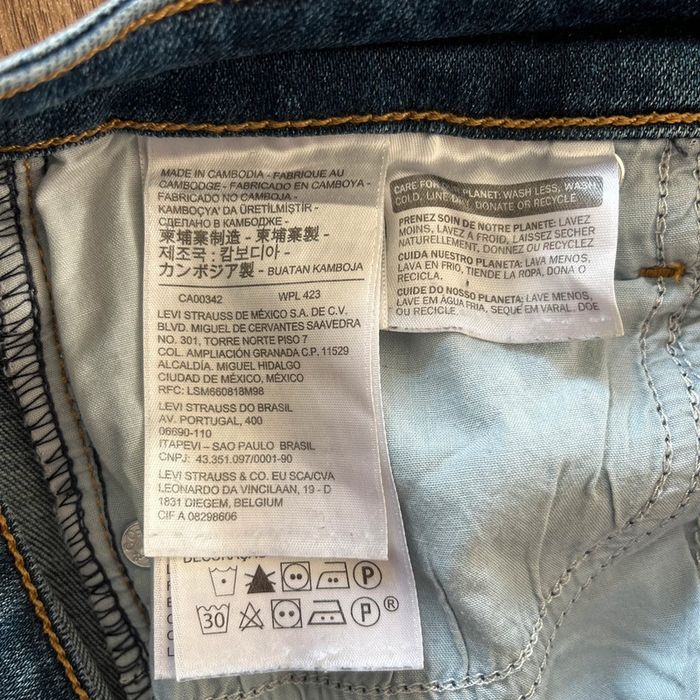 MADE IN CAMBODIA - FABRIQUE AU
CAMBODGE - FABRICADO EN CAMBOYA -
FABRICADO NO CAMBOJA -
KAMBOÇYA' DA ÜRETİLMİŞTİR -
СДЕЛАНО В КАМБОДЖЕ -
柬埔寨制造 - 柬埔寨製 -
제조국 : 캄보디아 -
カンボジア製 - BUATAN KAMBOJA
CA00342 WPL 423
LEVI STRAUSS DE MÉXICO S.A. DE C.V.
BLVD. MIGUEL DE CERVANTES SAAVEDRA
NO. 301, TORRE NORTE PISO 7
COL. AMPLIACIÓN GRANADA C.P. 11529
ALCALDÍA. MIGUEL HIDALGO
CIUDAD DE MÉXICO, MÉXICO
RFC: LSM660818M98
LEVI STRAUSS DO BRASIL
AV. PORTUGAL, 400
06690-110
ITAPEVI – SAO PAULO BRASIL
CNPJ: 43.351.097/0001-90
LEVI STRAUSS & CO. EU SCA/CVA
LEONARDO DA VINCILAAN, 19 - D
1831 DIEGEM, BELGIUM
CIF A 08298606
CARE FOR OUR PLANET: WASH LESS, WASH
COLD, LINE DRY, DONATE OR RECYCLE
PRENEZ SOIN DE NOTRE PLANETE: LAVEZ
MOINS, LAVEZ A FROID, LAISSEZ SECHER
NATURELLEMENT, DONNEZ OU RECYCLEZ
CUIDA NUESTRO PLANETA: LAVA MENOS,
LAVA EN FRIO, TIENDE LA ROPA, DONA O
RECICLA.
CUIDE DO NOSSO PLANETA: LAVE MENOS,
LAVE EM ÁGUA FRIA, SEQUE EM VARAL, DOE
OU RECICLE.
P
30 P ®